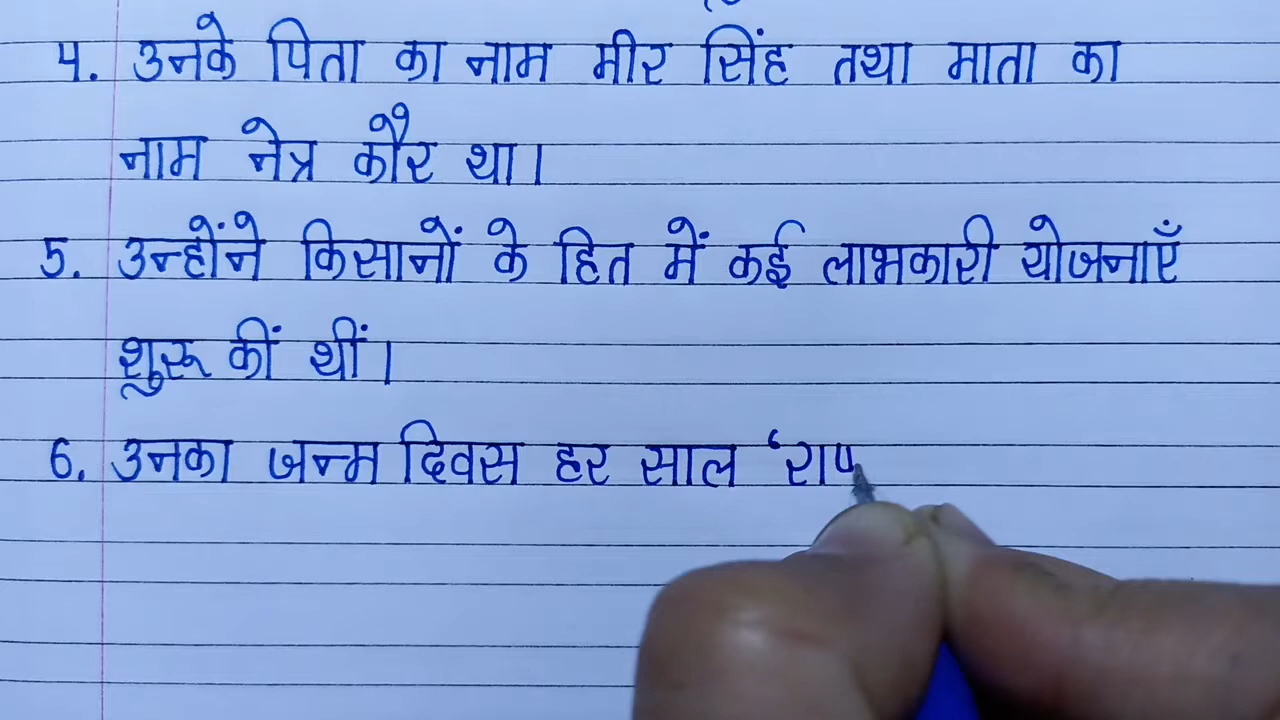 4. उनके पिता का नाम मीर सिंह तथा माता का
नाम नेत्र कौर था।
5. उन्होंने किसानों के हित में कई लाभकारी योजनाएँ
शुरू कीं थीं।
6. उनका जन्म दिवस हर साल ‘